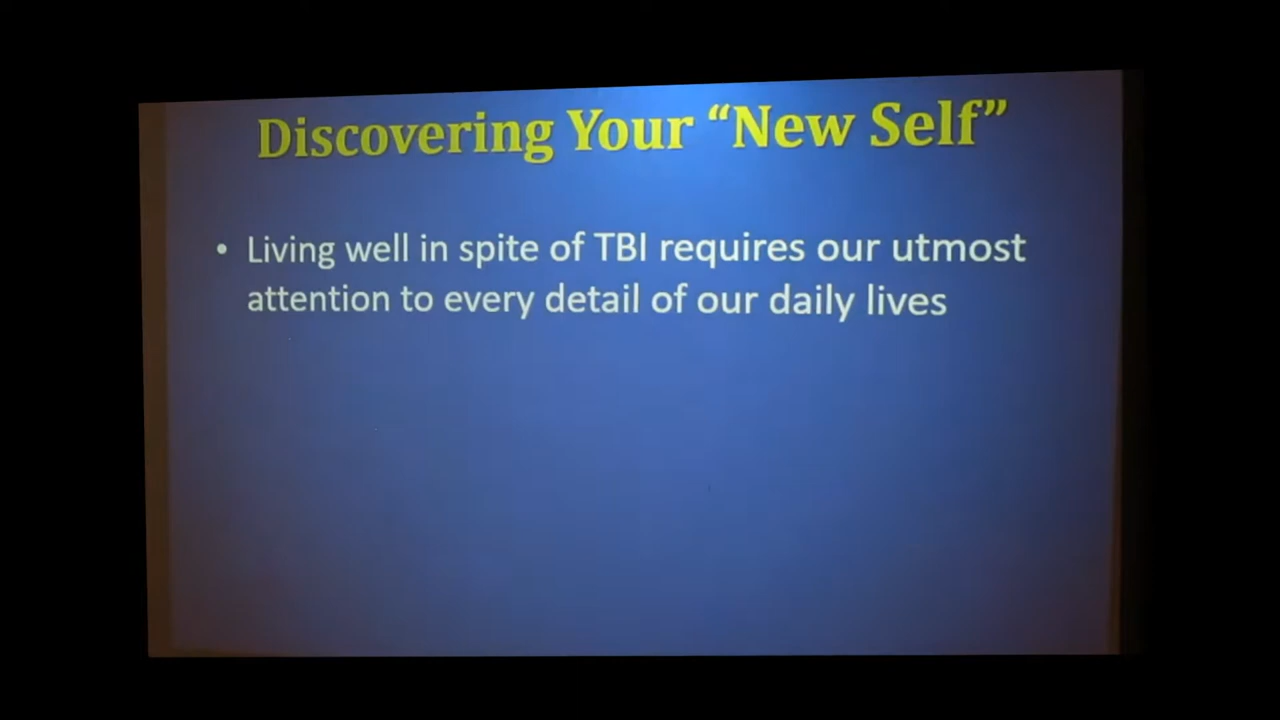 Discovering Your “New Self”
• Living well in spite of TBI requires our utmost
attention to every detail of our daily lives